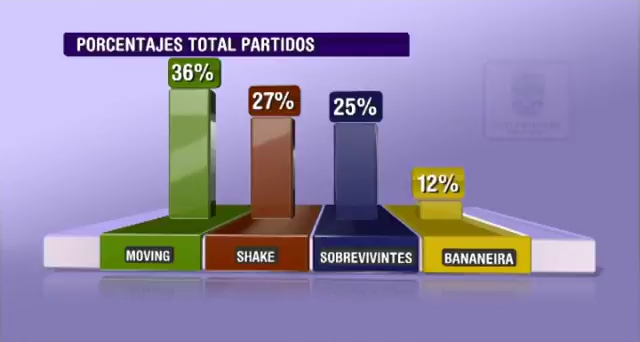 PORCENTAJES TOTAL PARTIDOS
36%
27%
25%
12%
MOVING
SHAKE
SOBREVIVINTES
BANANEIRA